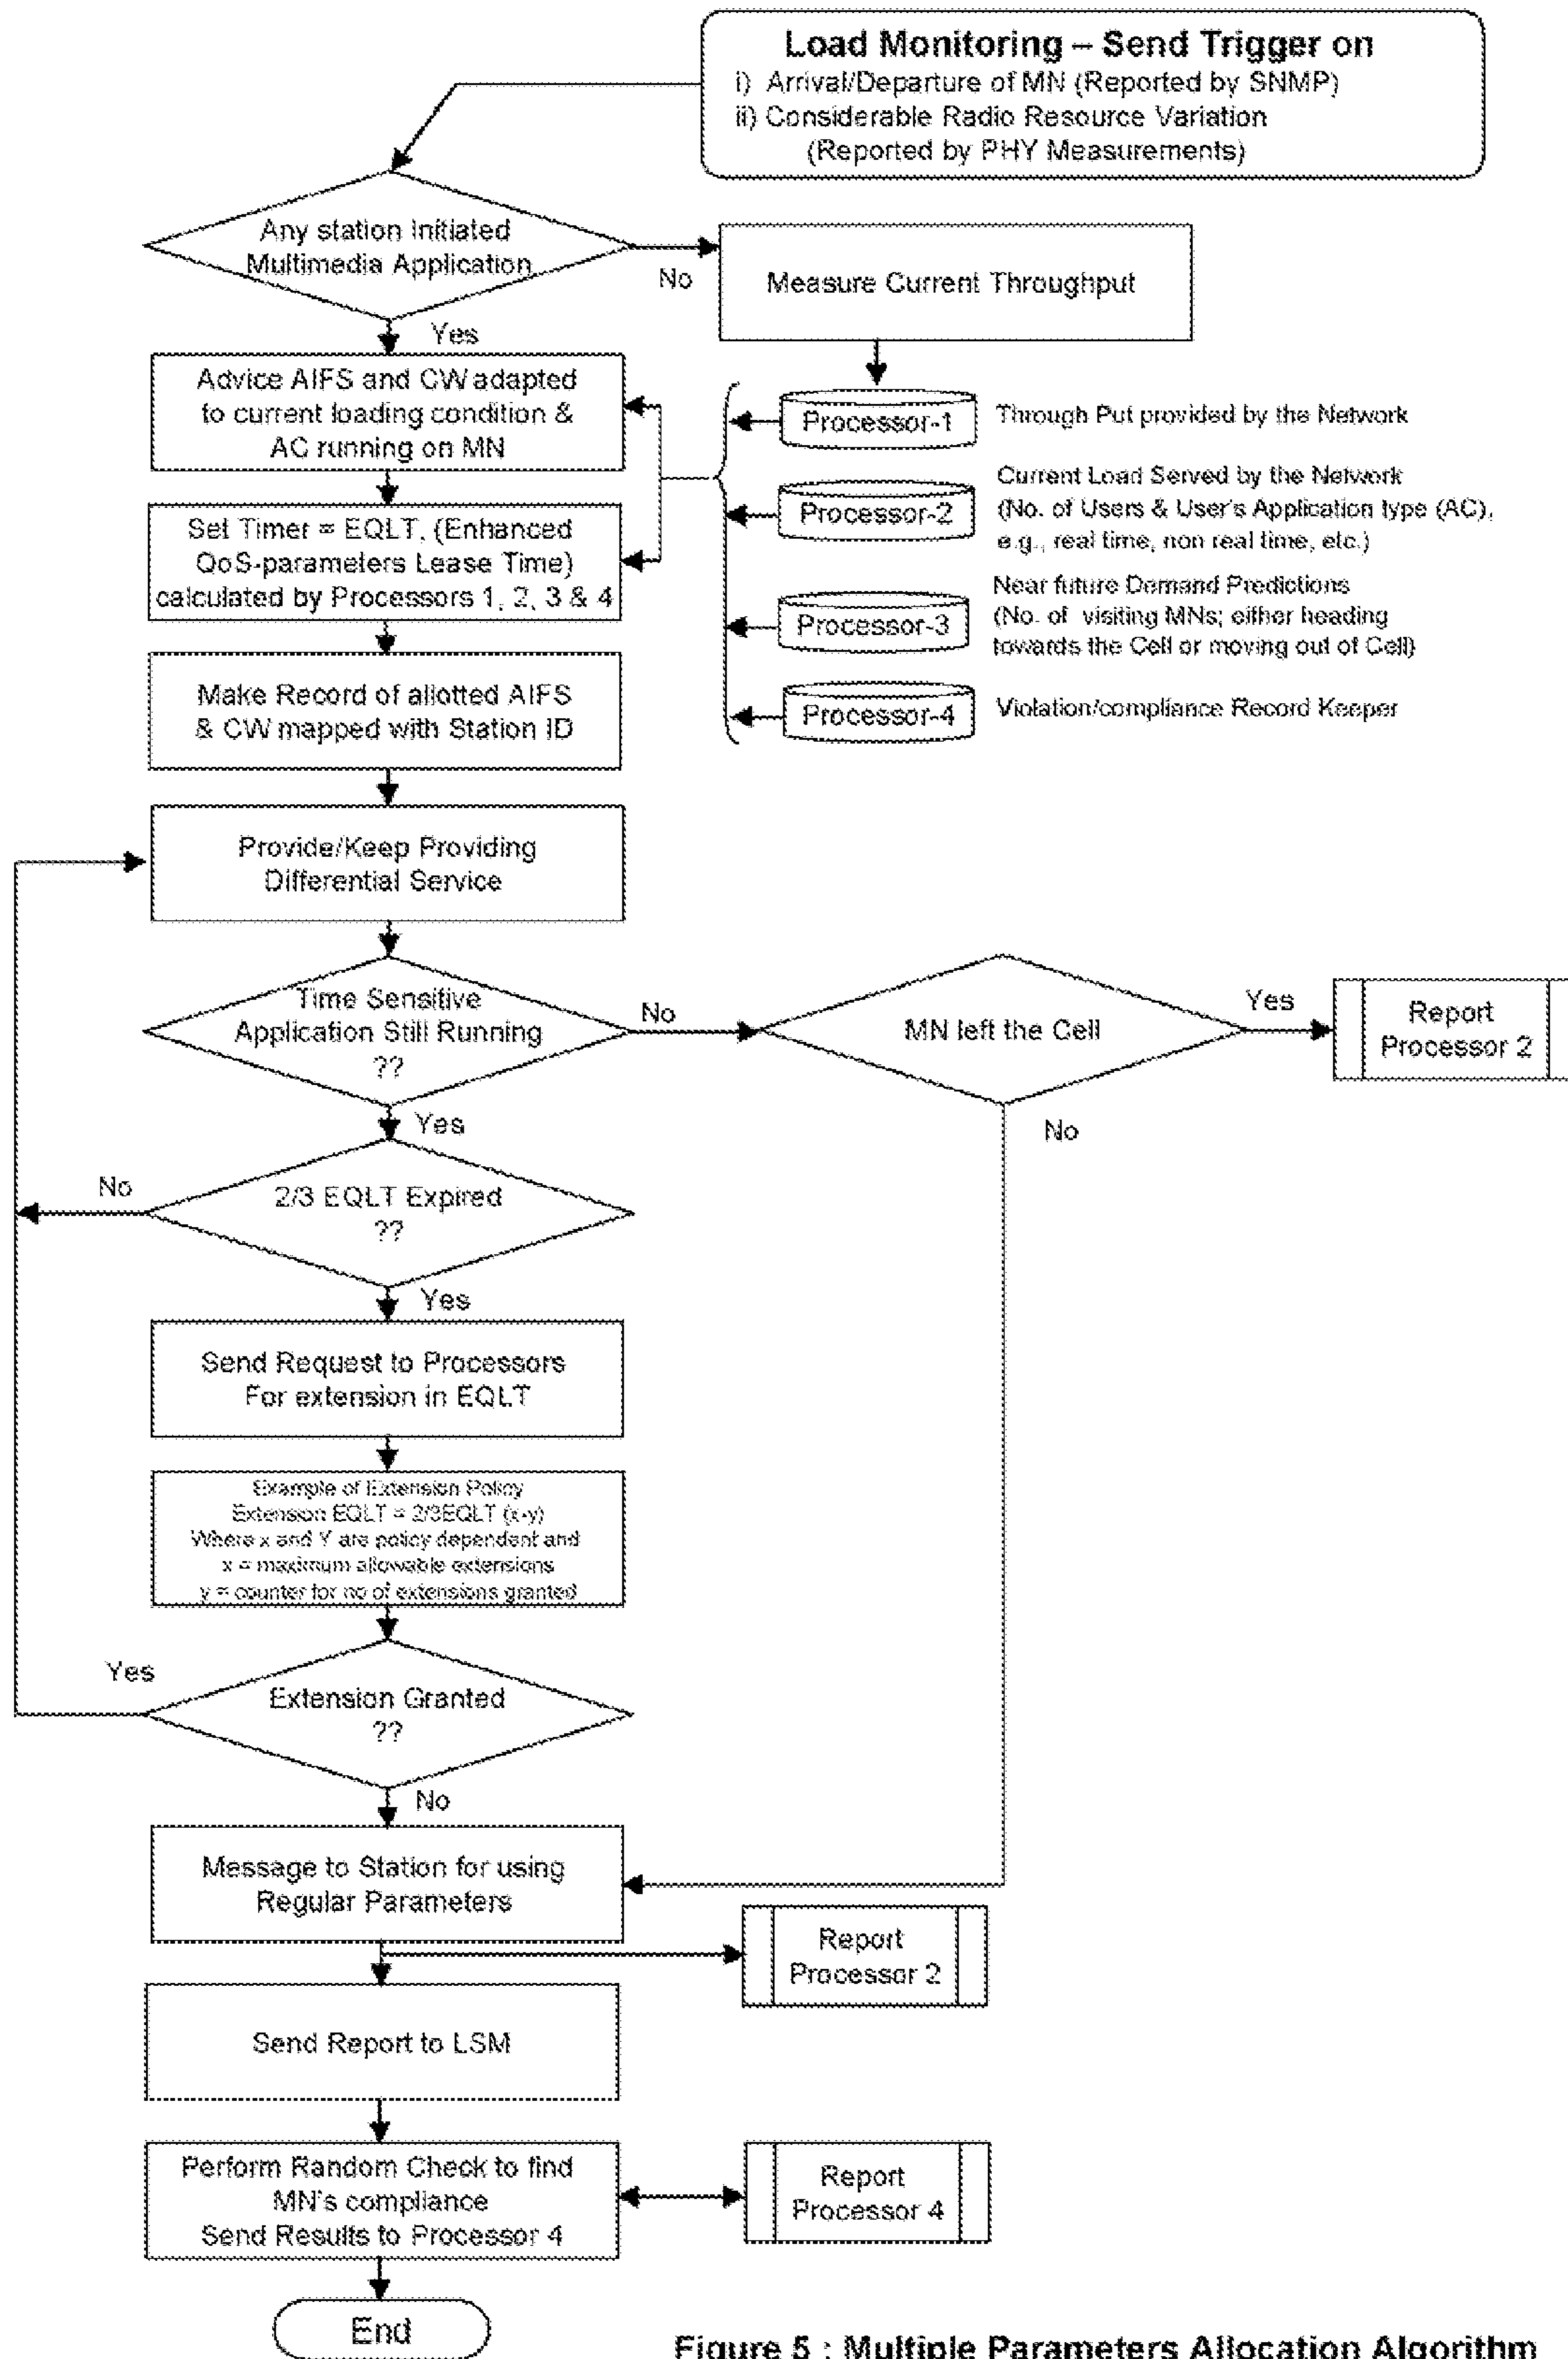 Load Monitoring – Send Trigger on
i) Arrival/Departure of MN (Reported by SNMP)
ii) Considerable Radio Resource Variation
(Reported by PHY Measurements)
Any station Initiated
Multimedia Application
No
Measure Current Throughput
Yes
Advice AIFS and CW adapted
to current loading condition &
AC running on MN
Processor-1
Through Put provided by the Network
Set Timer = EQLT, (Enhanced
QoS-parameters Lease Time)
calculated by Processors 1, 2, 3 & 4
Processor-2
Current Load Served by the Network
(No. of Users & User's Application type (AC),
e.g., real time, non real time, etc.)
Processor-3
Near future Demand Predictions
(No. of visiting MNs; either heading
towards the Cell or moving out of Cell)
Make Record of allotted AIFS
& CW mapped with Station ID
Processor-4
Violation/compliance Record Keeper
Provide/Keep Providing
Differential Service
Time Sensitive
Application Still Running
??
No
MN left the Cell
Yes
Report
Processor 2
Yes
No
2/3 EQLT Expired
??
No
Yes
Send Request to Processors
For extension in EQLT
Example of Extension Policy
Extension EQLT = 2/3EQLT (x-y)
Where x and Y are policy dependent and
x = maximum allowable extensions
y = counter for no of extensions granted
Yes
Extension Granted
??
No
Message to Station for using
Regular Parameters
Report
Processor 2
Send Report to LSM
Perform Random Check to find
MN's compliance
Send Results to Processor 4
Report
Processor 4
End
Figure 5 : Multiple Parameters Allocation Algorithm